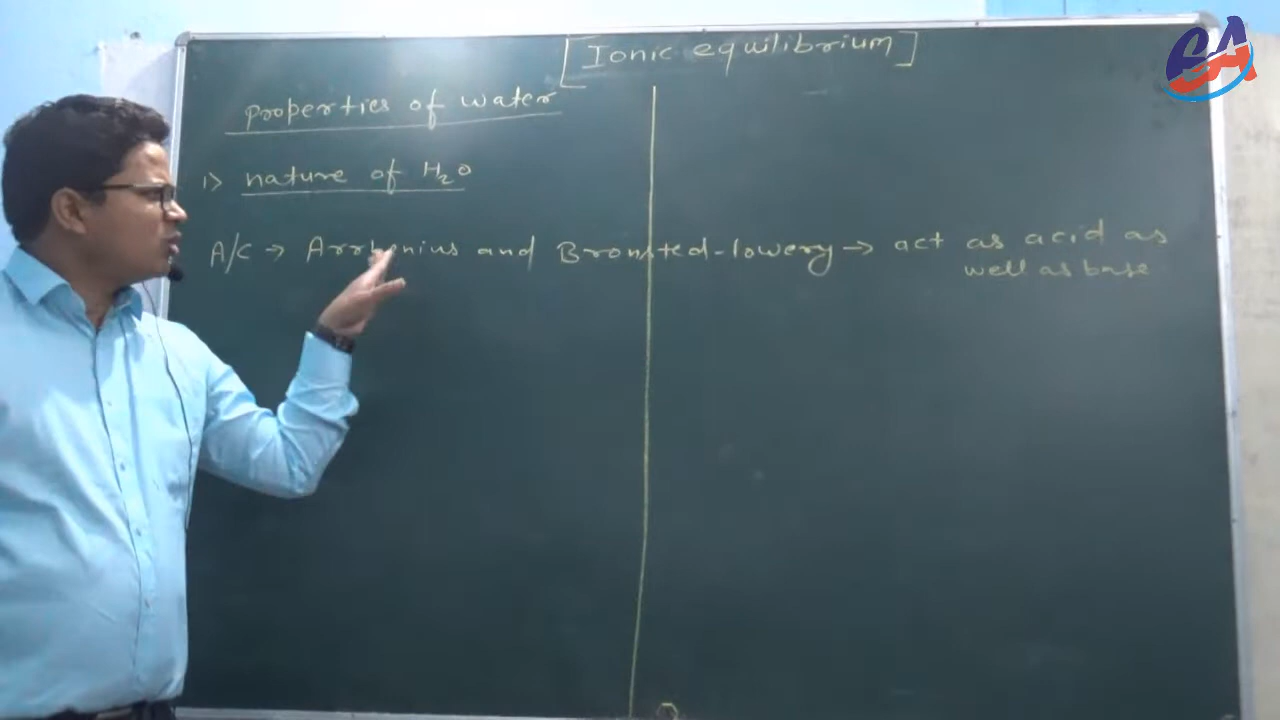 [Ionic equilibrium]
properties of water
1> nature of H₂O
A/C → Arrhenius and Bronsted-lowery → act as acid as
well as base